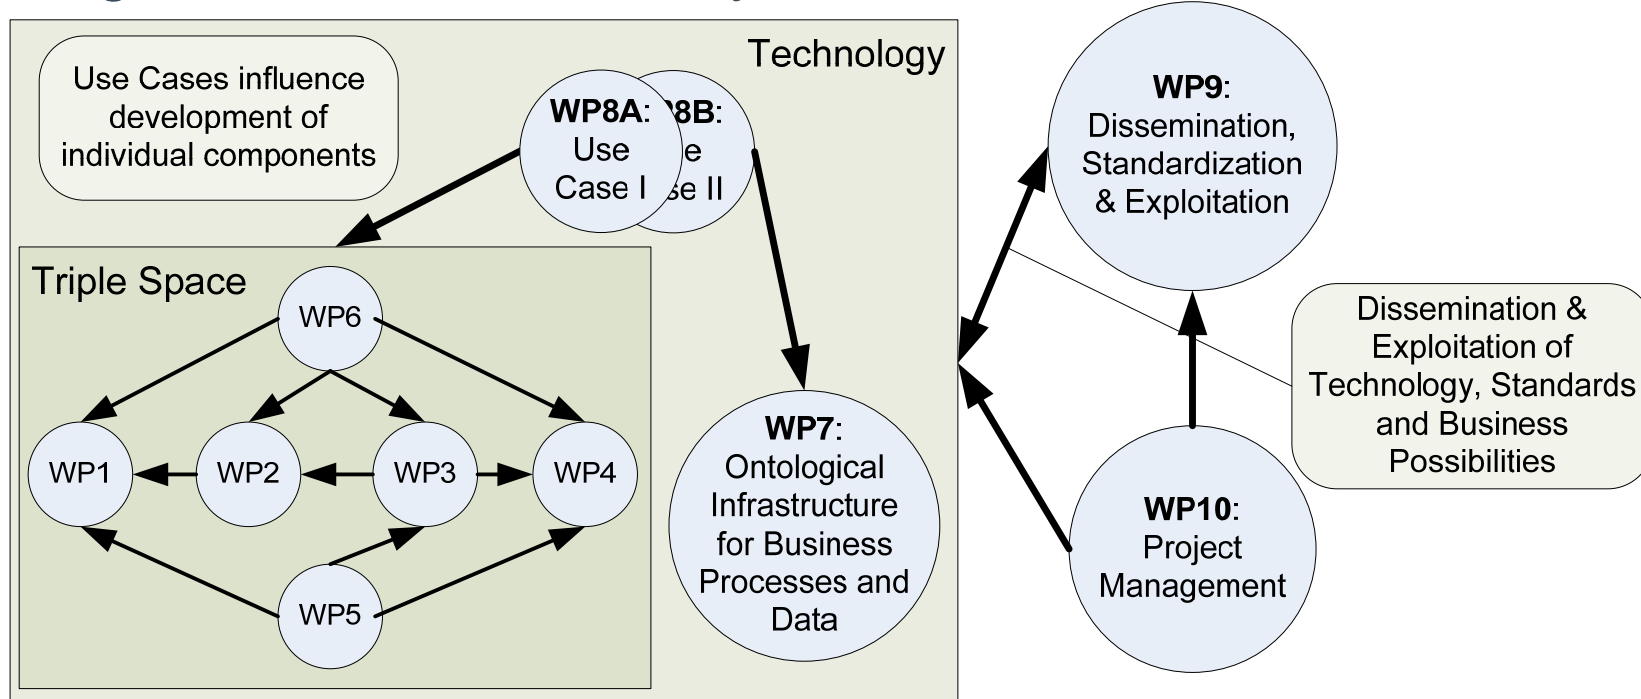 Technology
Use Cases influence
development of
individual components
WP8A:
Use
Case I
8B:
e
se II
Triple Space
WP6
WP1
WP2
WP3
WP4
WP5
WP7:
Ontological
Infrastructure
for Business
Processes and
Data
WP9:
Dissemination,
Standardization
& Exploitation
Dissemination &
Exploitation of
Technology, Standards
and Business
Possibilities
WP10:
Project
Management